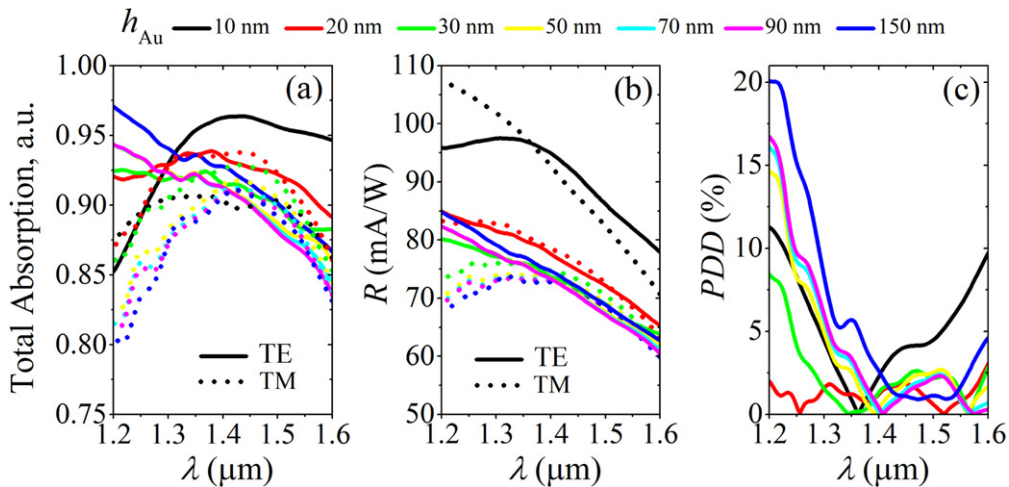 h_Au 10 nm 20 nm 30 nm 50 nm 70 nm 90 nm 150 nm
Total Absorption, a.u.
1.00
0.95
0.90
0.85
0.80
0.75
(a)
TE
TM
1.2 1.3 1.4 1.5 1.6
λ (μm)
R (mA/W)
110
100
90
80
70
60
50
(b)
TE
TM
1.2 1.3 1.4 1.5 1.6
λ (μm)
PDD (%)
20
15
10
5
0
(c)
1.2 1.3 1.4 1.5 1.6
λ (μm)